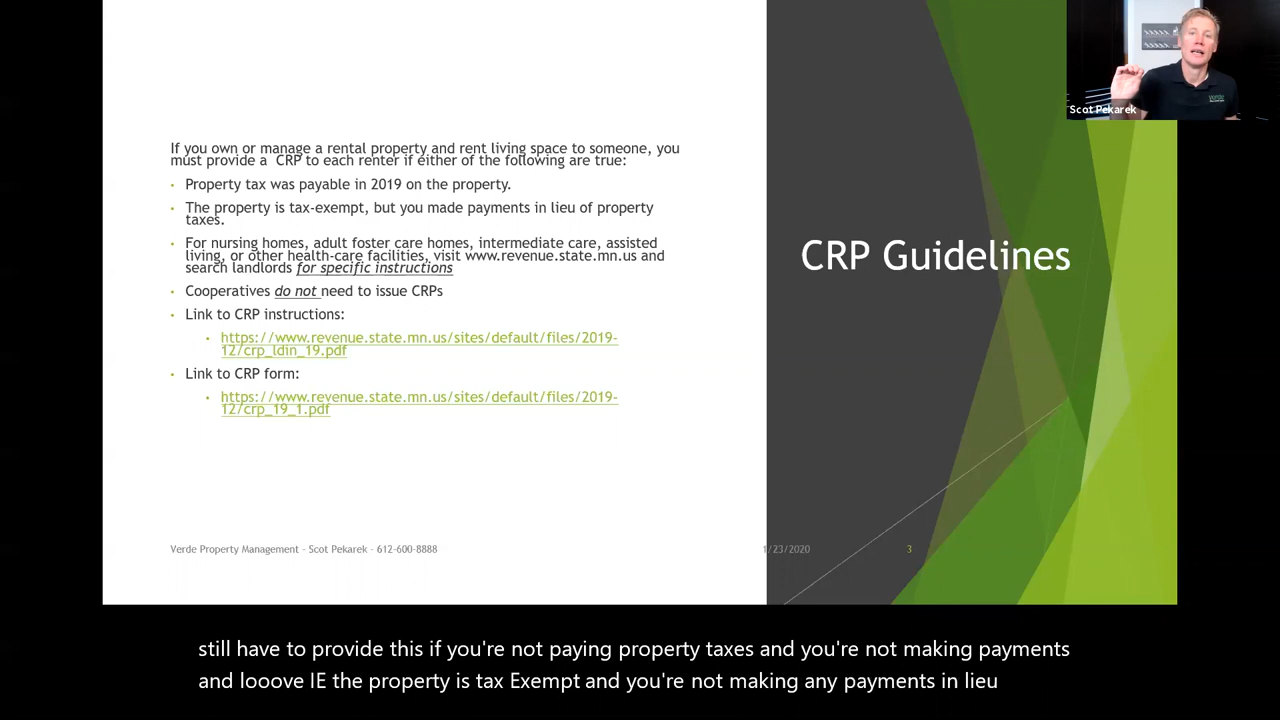 Scot Pekarek
If you own or manage a rental property and rent living space to someone, you
must provide a  CRP to each renter if either of the following are true:
• Property tax was payable in 2019 on the property.
• The property is tax-exempt, but you made payments in lieu of property
taxes.
• For nursing homes, adult foster care homes, intermediate care, assisted
living, or other health-care facilities, visit www.revenue.state.mn.us and
search landlords for specific instructions
• Cooperatives do not need to issue CRPs
• Link to CRP instructions:
• https://www.revenue.state.mn.us/sites/default/files/2019-
12/crp_ldin_19.pdf
• Link to CRP form:
• https://www.revenue.state.mn.us/sites/default/files/2019-
12/crp_19_1.pdf
CRP Guidelines
Verde Property Management - Scot Pekarek - 612-600-8888
1/23/2020
3
still have to provide this if you're not paying property taxes and you're not making payments
and looove IE the property is tax Exempt and you're not making any payments in lieu